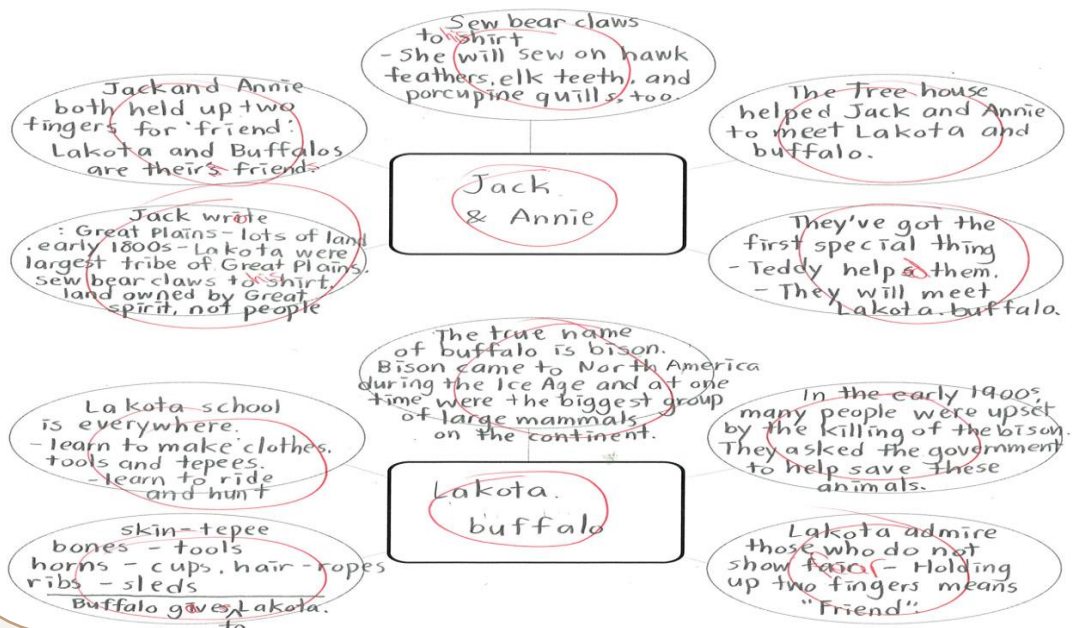 Sew bear claws
to his shirt
- She will sew on hawk
feathers, elk teeth, and
porcupine quills, too.
Jack and Annie
both held up two
fingers for 'friend'.
Lakota and Buffalos
are theirs friends.
The Tree house
helped Jack and Annie
to meet Lakota and
buffalo.
Jack
& Annie
Jack wrote
: Great Plains - lots of land
. early 1800s - Lakota were
largest tribe of Great Plains.
sew bear claws to his shirt,
land owned by Great
spirit, not people
They've got the
first special thing
- Teddy helped them.
- They will meet
Lakota. buffalo.
The true name
of buffalo is bison.
Bison came to North America
during the Ice Age and at one
time were the biggest group
of large mammals
on the continent.
Lakota school
is everywhere.
- learn to make clothes.
tools and tepees.
- learn to ride
and hunt
In the early 1900s,
many people were upset
by the killing of the bison.
They asked the government
to help save these
animals.
Lakota.
buffalo
skin - tepee
bones - tools
horns - cups, hair - ropes
ribs - sleds
Buffalo gaves Lakota.
to
Lakota admire
those who do not
show fear - Holding
up two fingers means
"Friend".